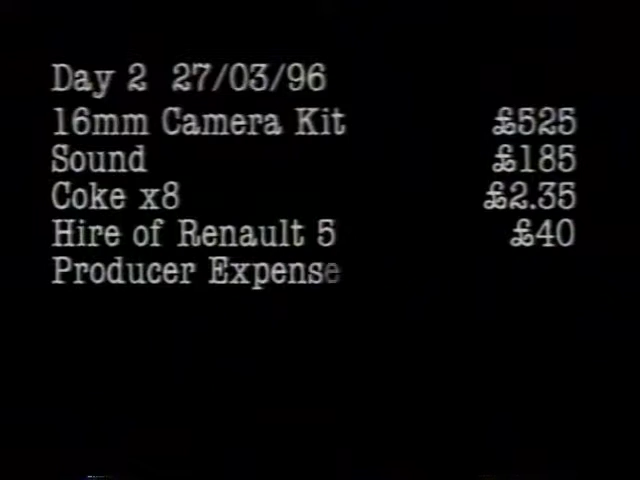 Day 2 27/03/96
16mm Camera Kit £525
Sound £185
Coke x8 £2.35
Hire of Renault 5 £40
Producer Expense